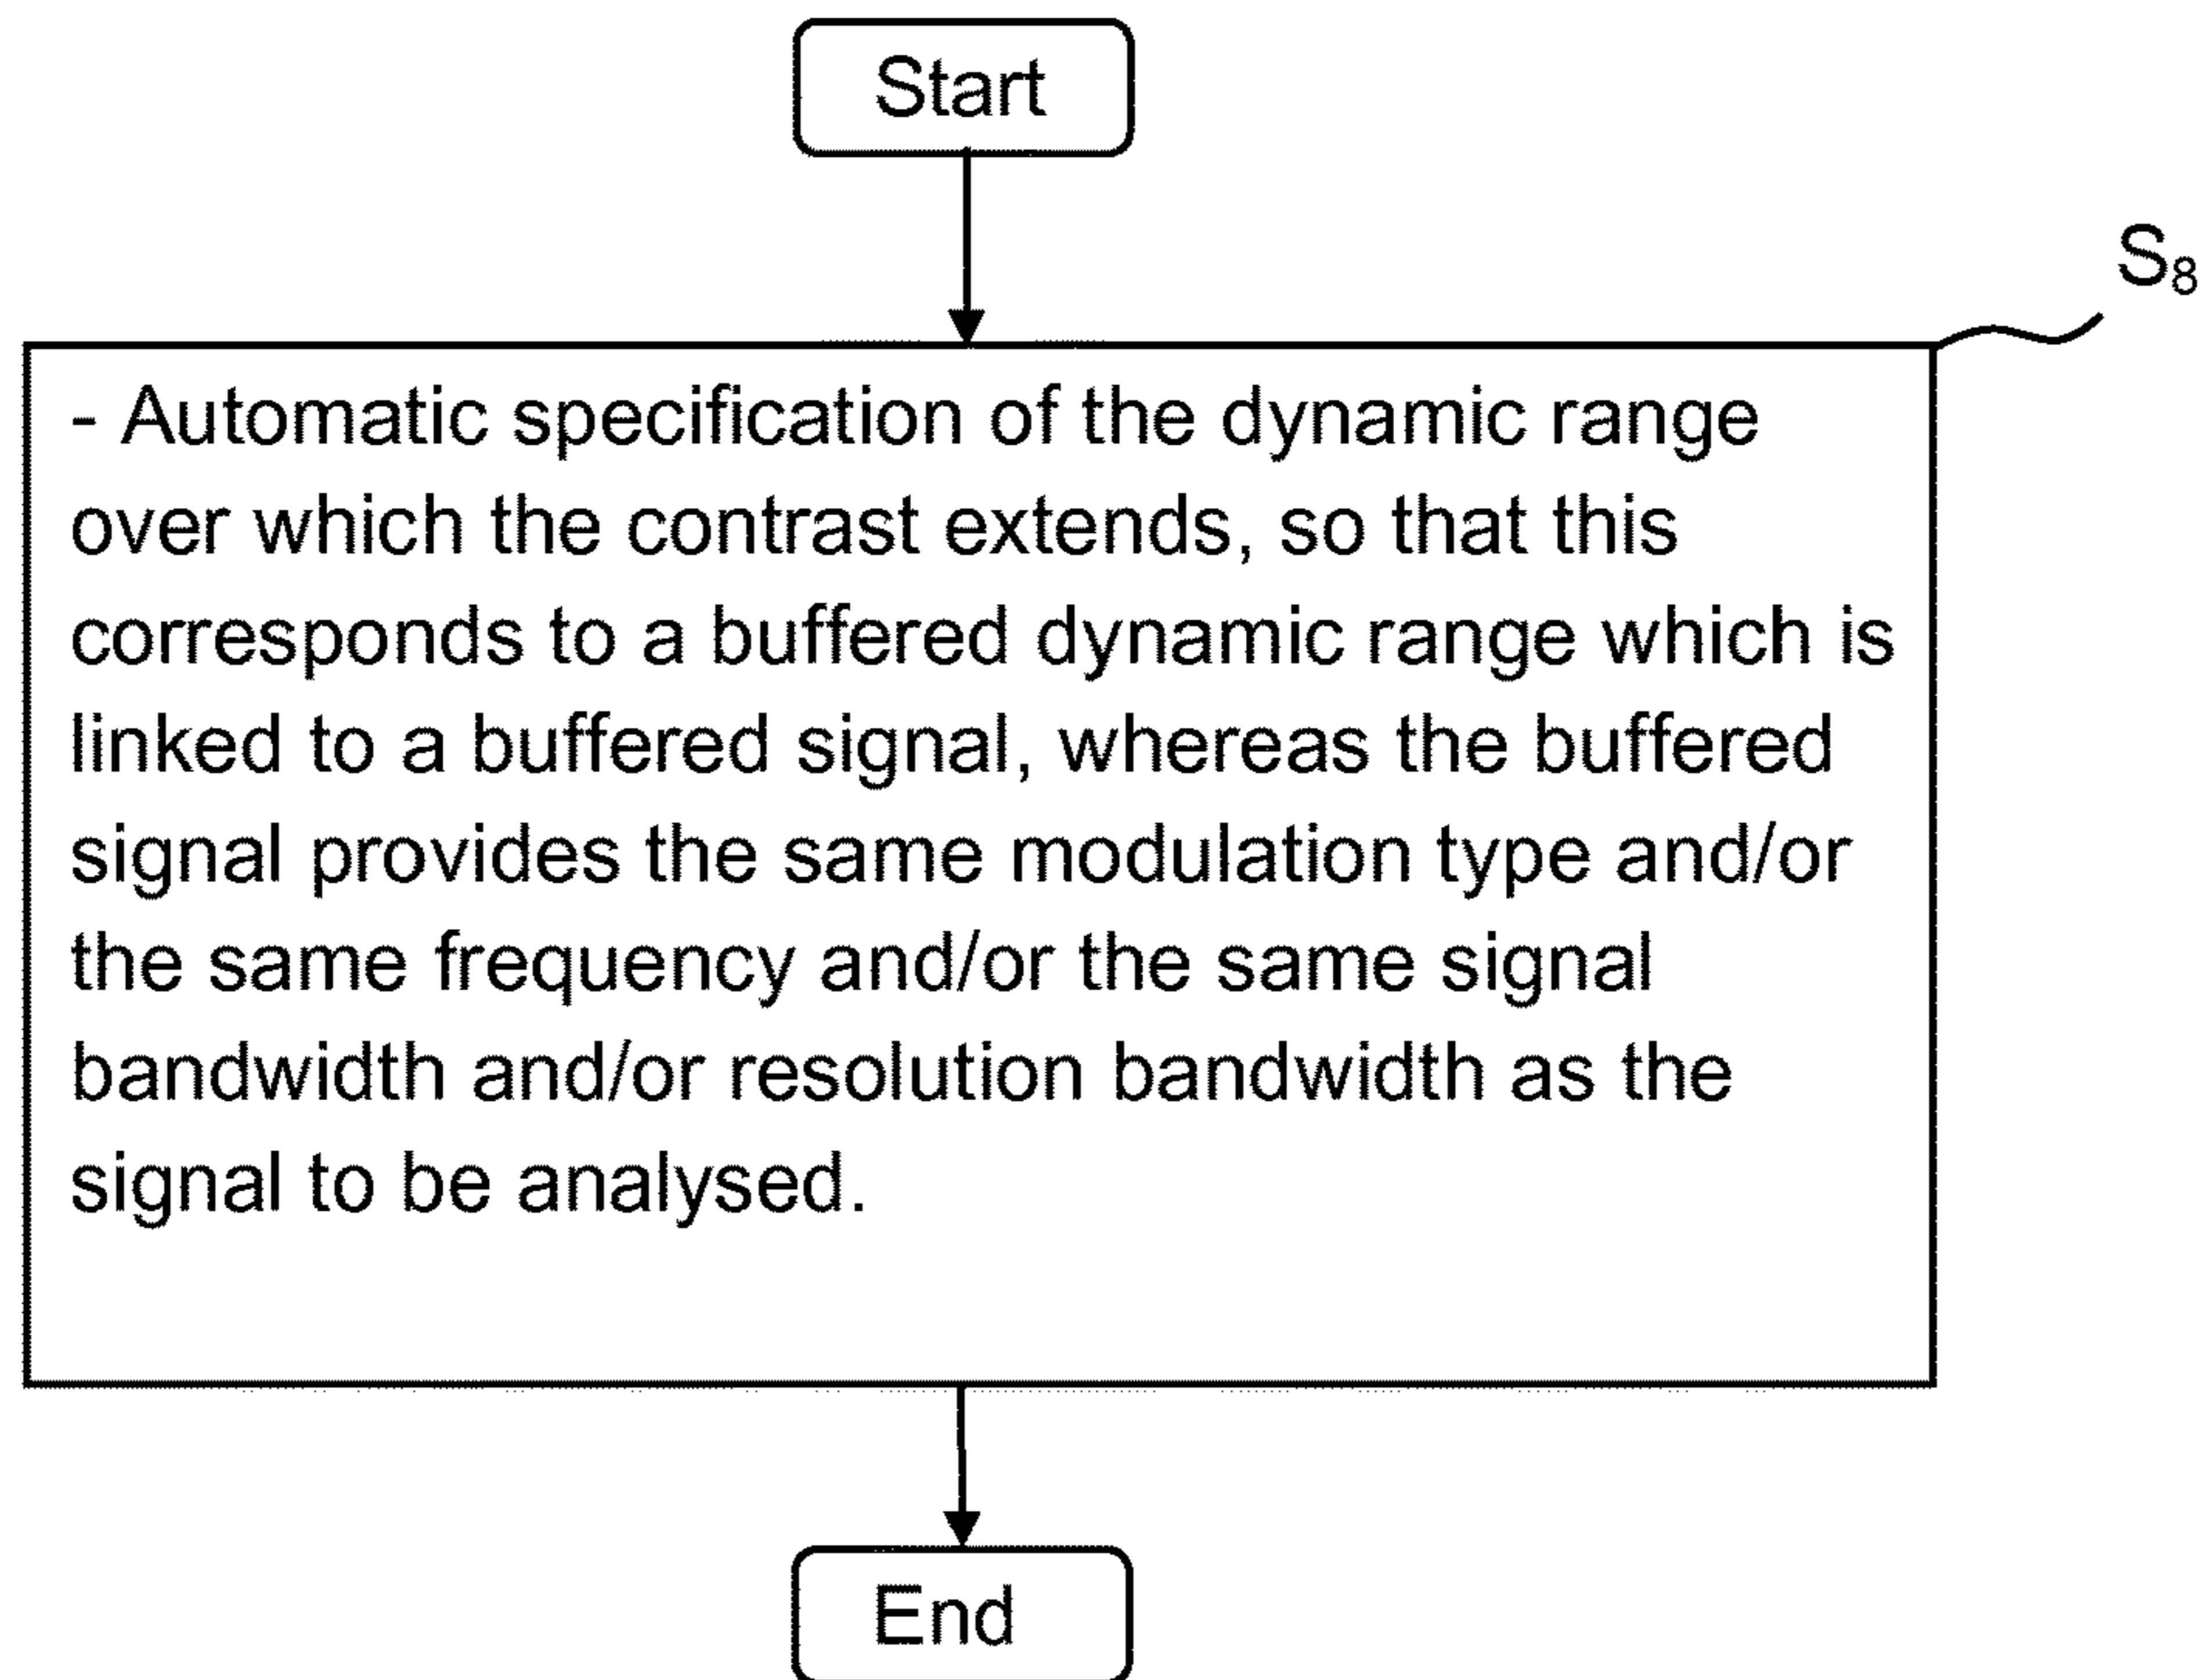 Start
S₈
- Automatic specification of the dynamic range
over which the contrast extends, so that this
corresponds to a buffered dynamic range which is
linked to a buffered signal, whereas the buffered
signal provides the same modulation type and/or
the same frequency and/or the same signal
bandwidth and/or resolution bandwidth as the
signal to be analysed.
End